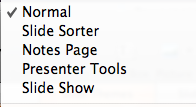 Normal
Slide Sorter
Notes Page
Presenter Tools
Slide Show